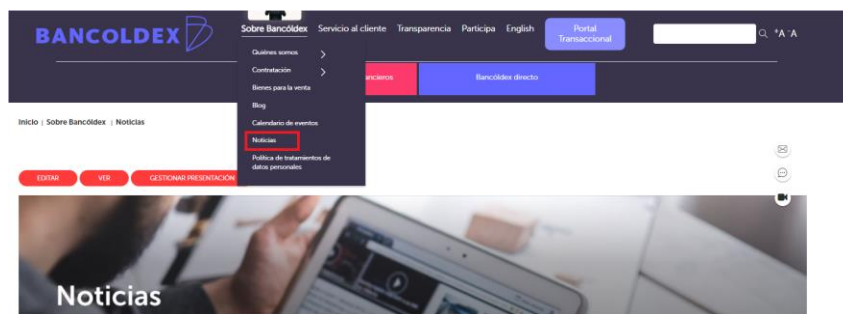 BANCOLDEX
Sobre Bancóldex Servicio al cliente Transparencia Participa English Portal Transaccional
+A -A
Quiénes somos
Contratación
Bienes para la venta
Blog
Calendario de eventos
Noticias
Política de tratamientos de
datos personales
ancieros Bancóldex directo
Inicio | Sobre Bancóldex | Noticias
EDITAR VER GESTIONAR PRESENTACIÓN
Noticias